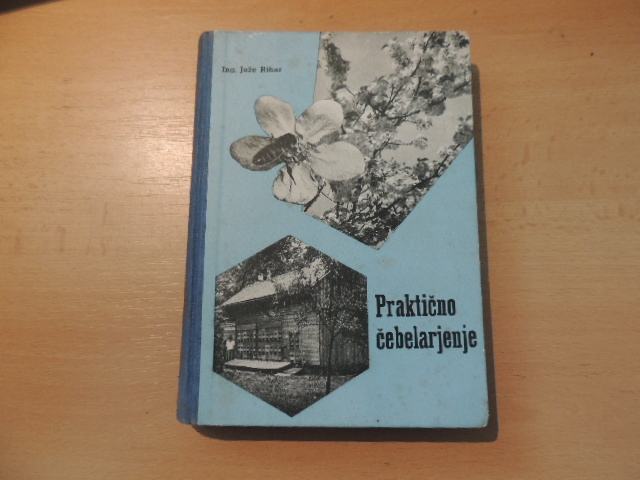 Ing. Jože Rihar
Praktično
čebelarjenje